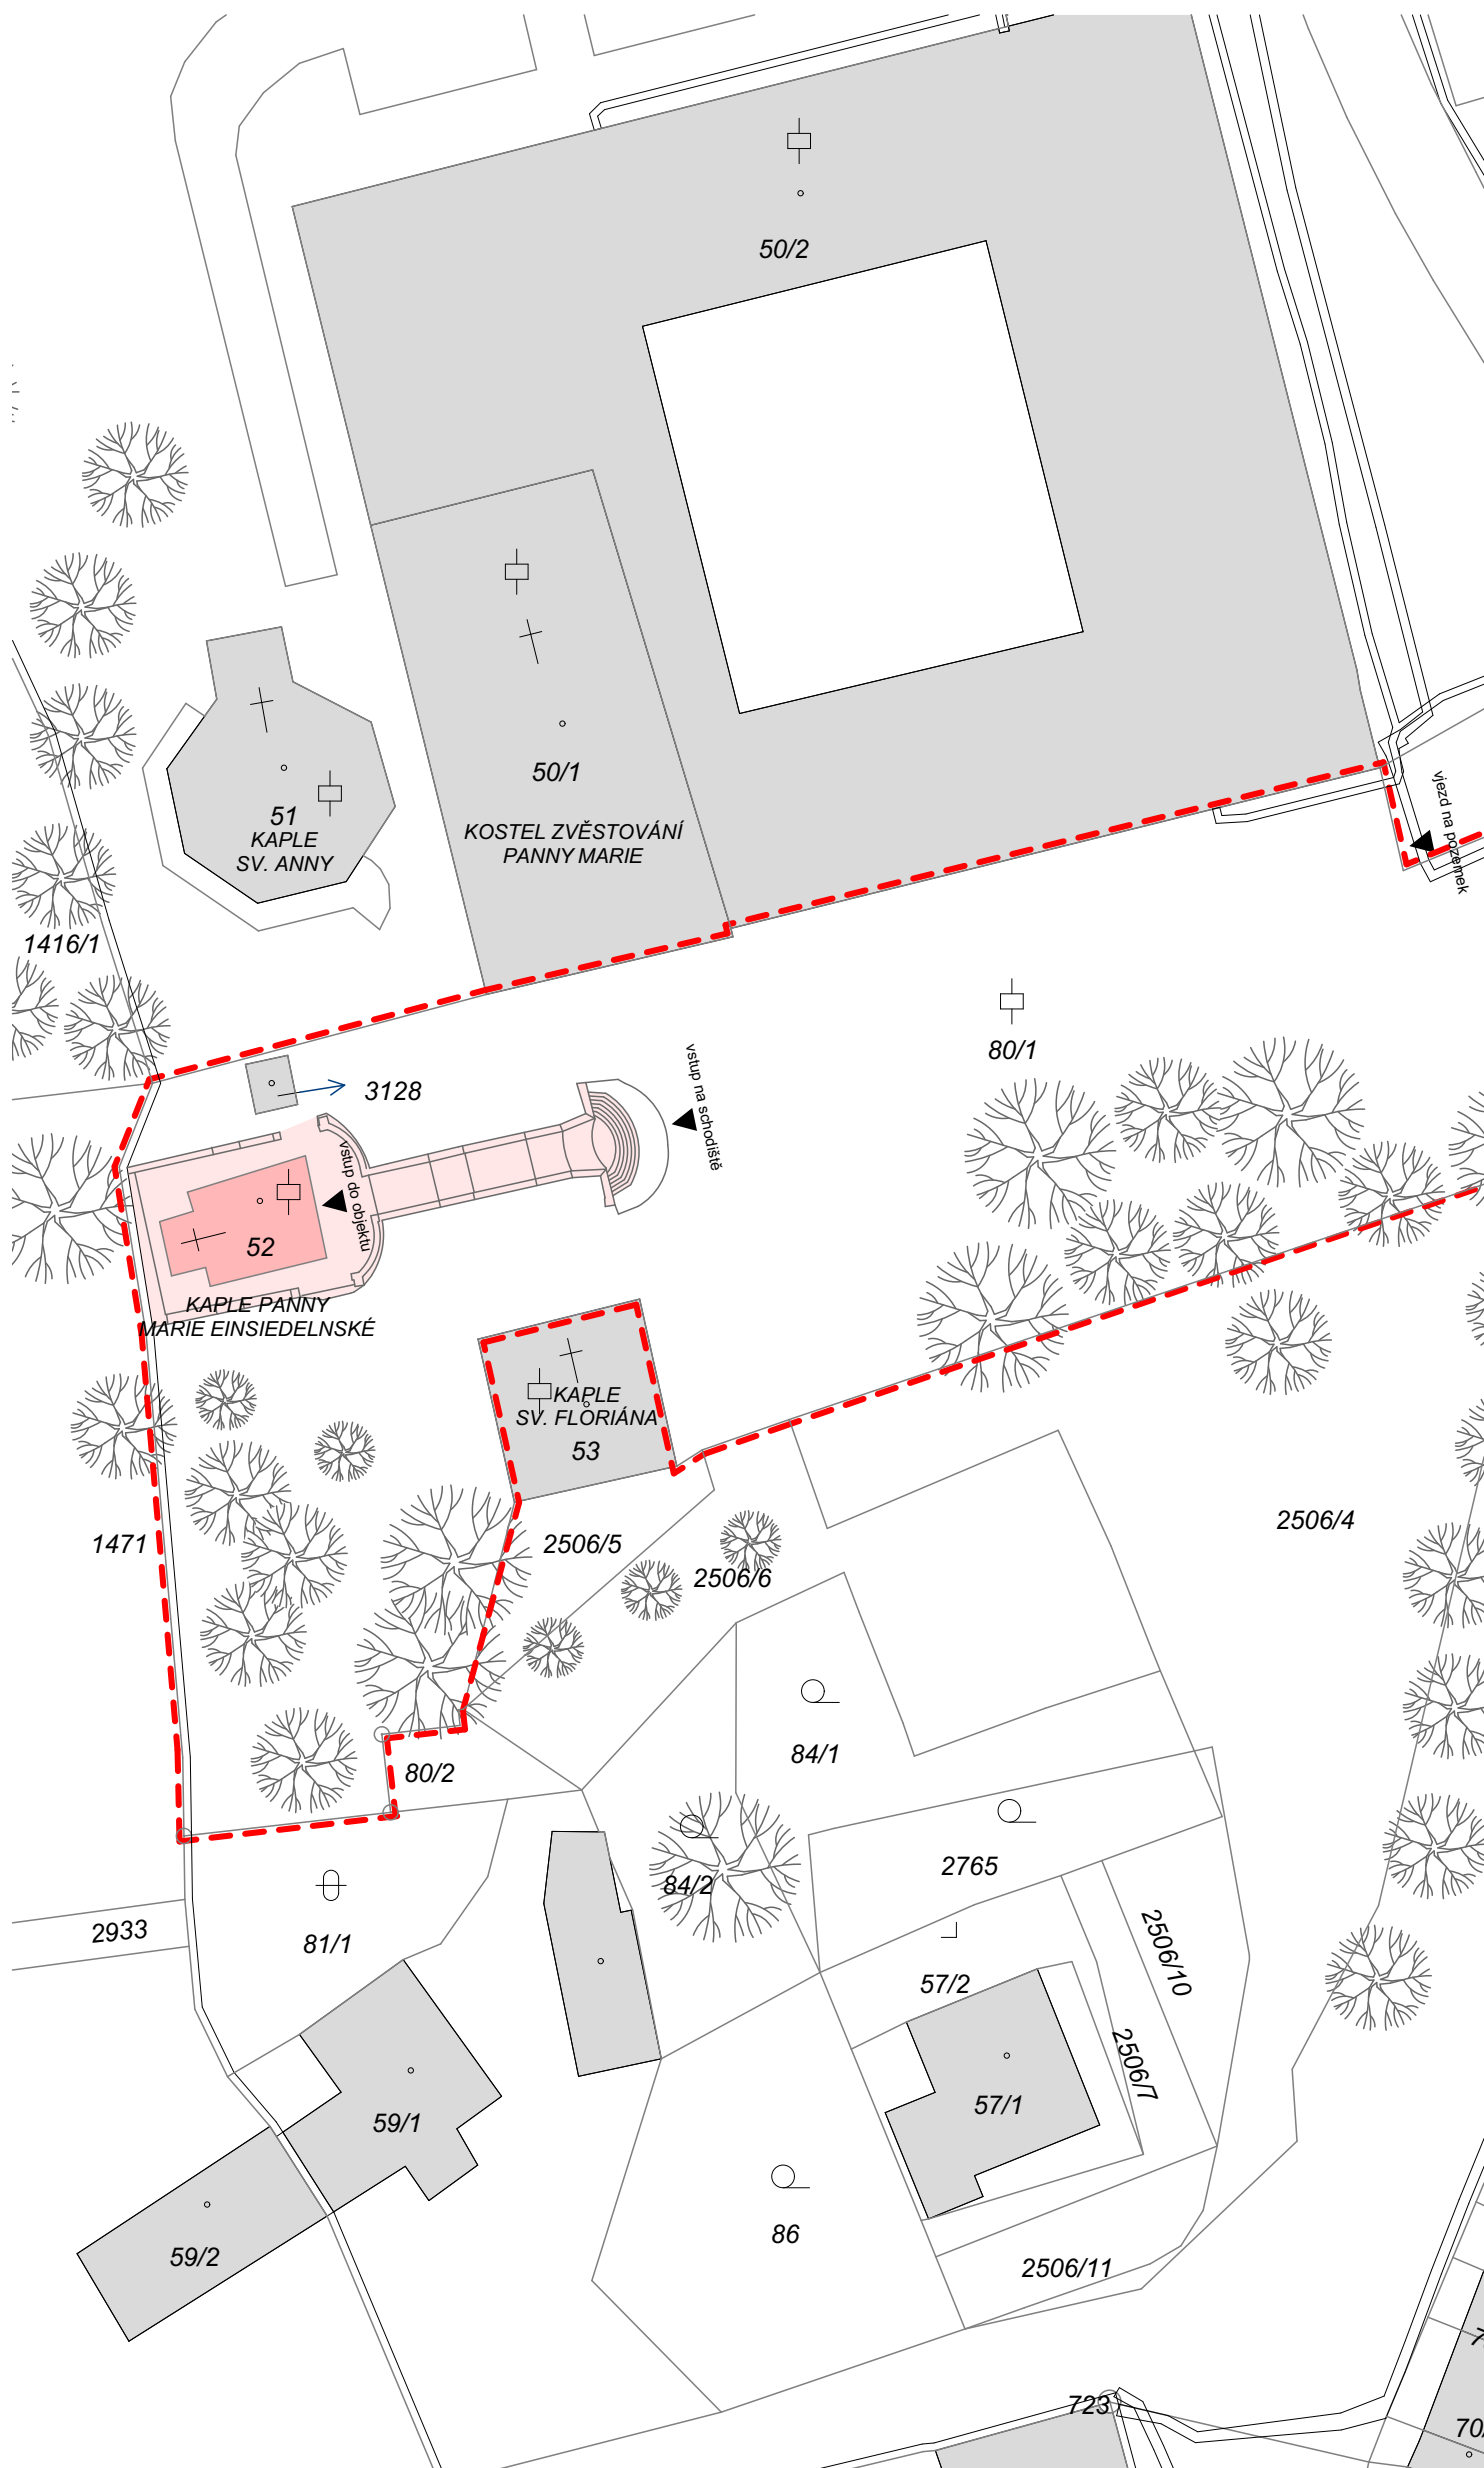 50/2
50/1
KOSTEL ZVĚSTOVÁNÍ
PANNY MARIE
51
KAPLE
SV. ANNY
vjezd na pozemek
1416/1
80/1
3128
vstup na schodiště
vstup do objektu
52
KAPLE PANNY
MARIE EINSIEDELNSKÉ
KAPLE
SV. FLORIÁNA
53
1471
2506/5
2506/6
2506/4
80/2
84/1
84/2
2765
2933
81/1
57/2
2506/10
2506/7
57/1
59/1
59/2
86
2506/11
723